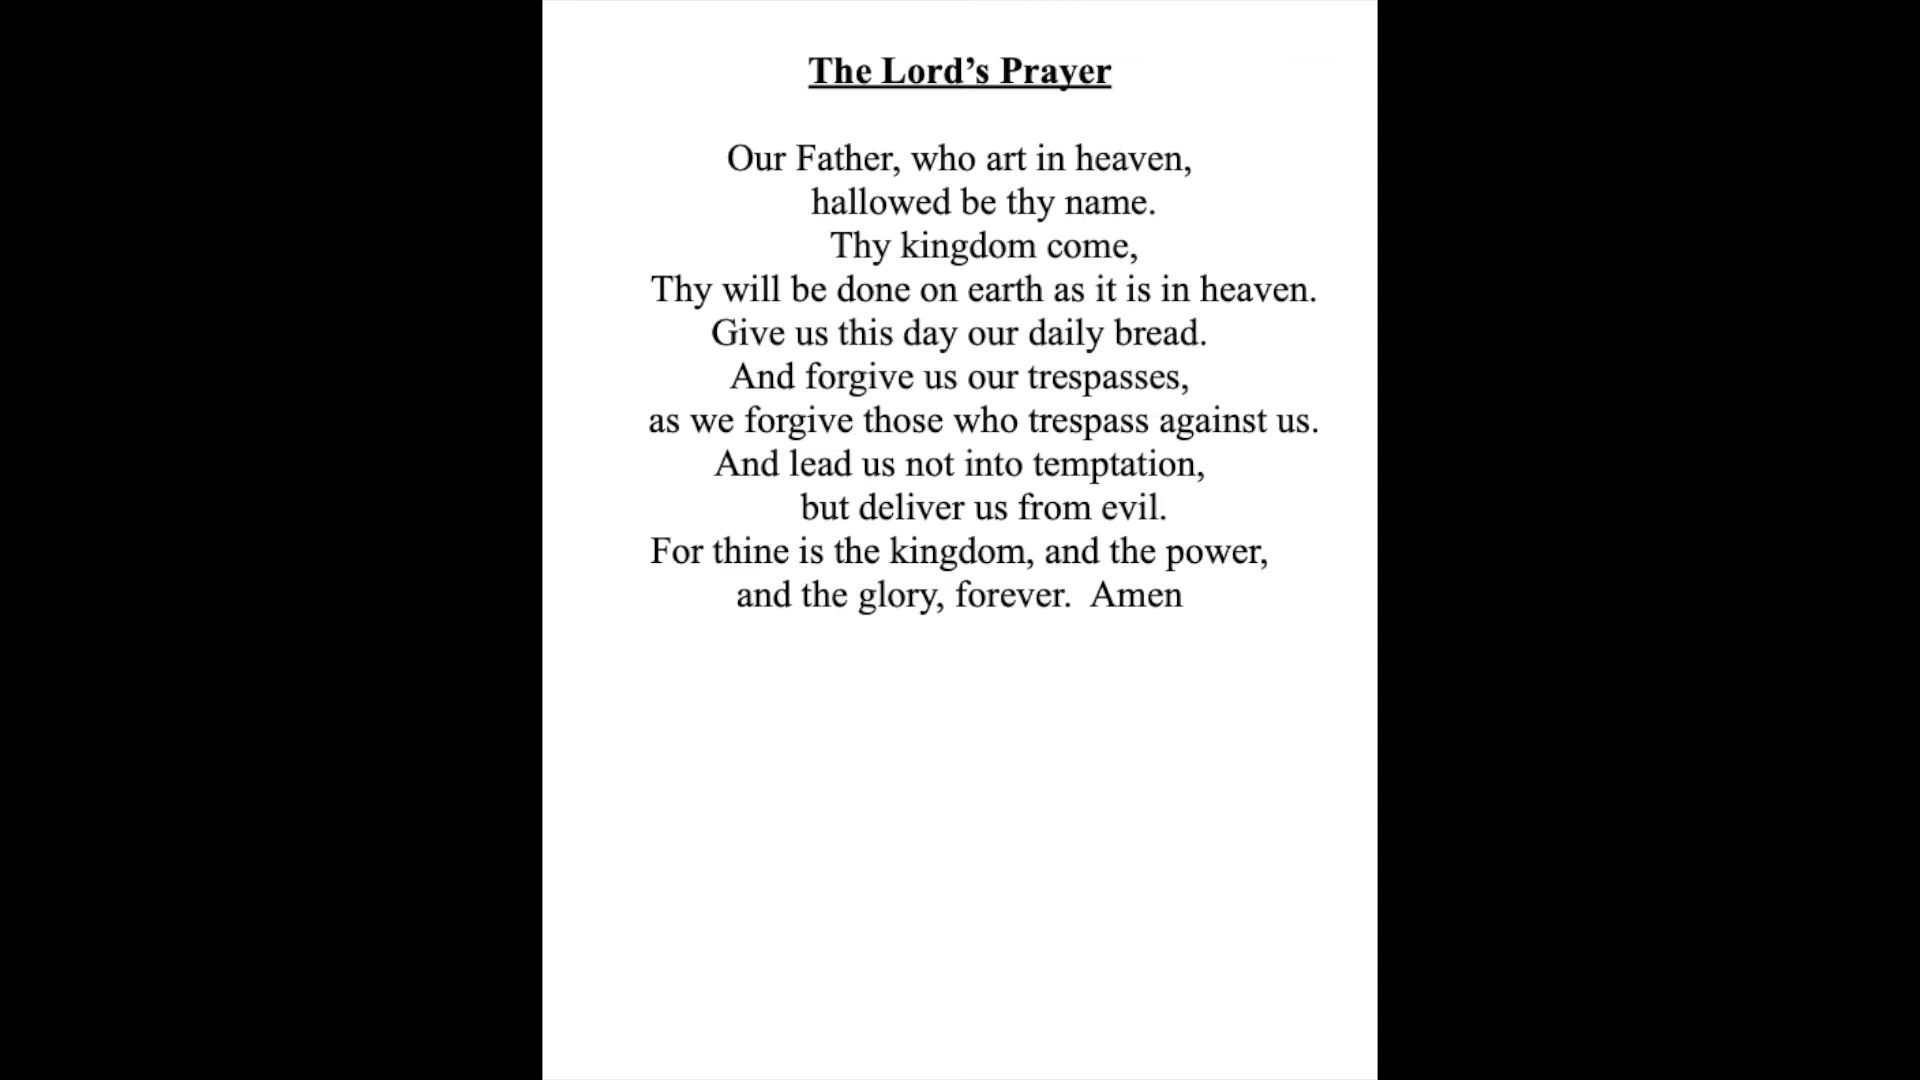 The Lord’s Prayer
Our Father, who art in heaven,
hallowed be thy name.
Thy kingdom come,
Thy will be done on earth as it is in heaven.
Give us this day our daily bread.
And forgive us our trespasses,
as we forgive those who trespass against us.
And lead us not into temptation,
but deliver us from evil.
For thine is the kingdom, and the power,
and the glory, forever.  Amen